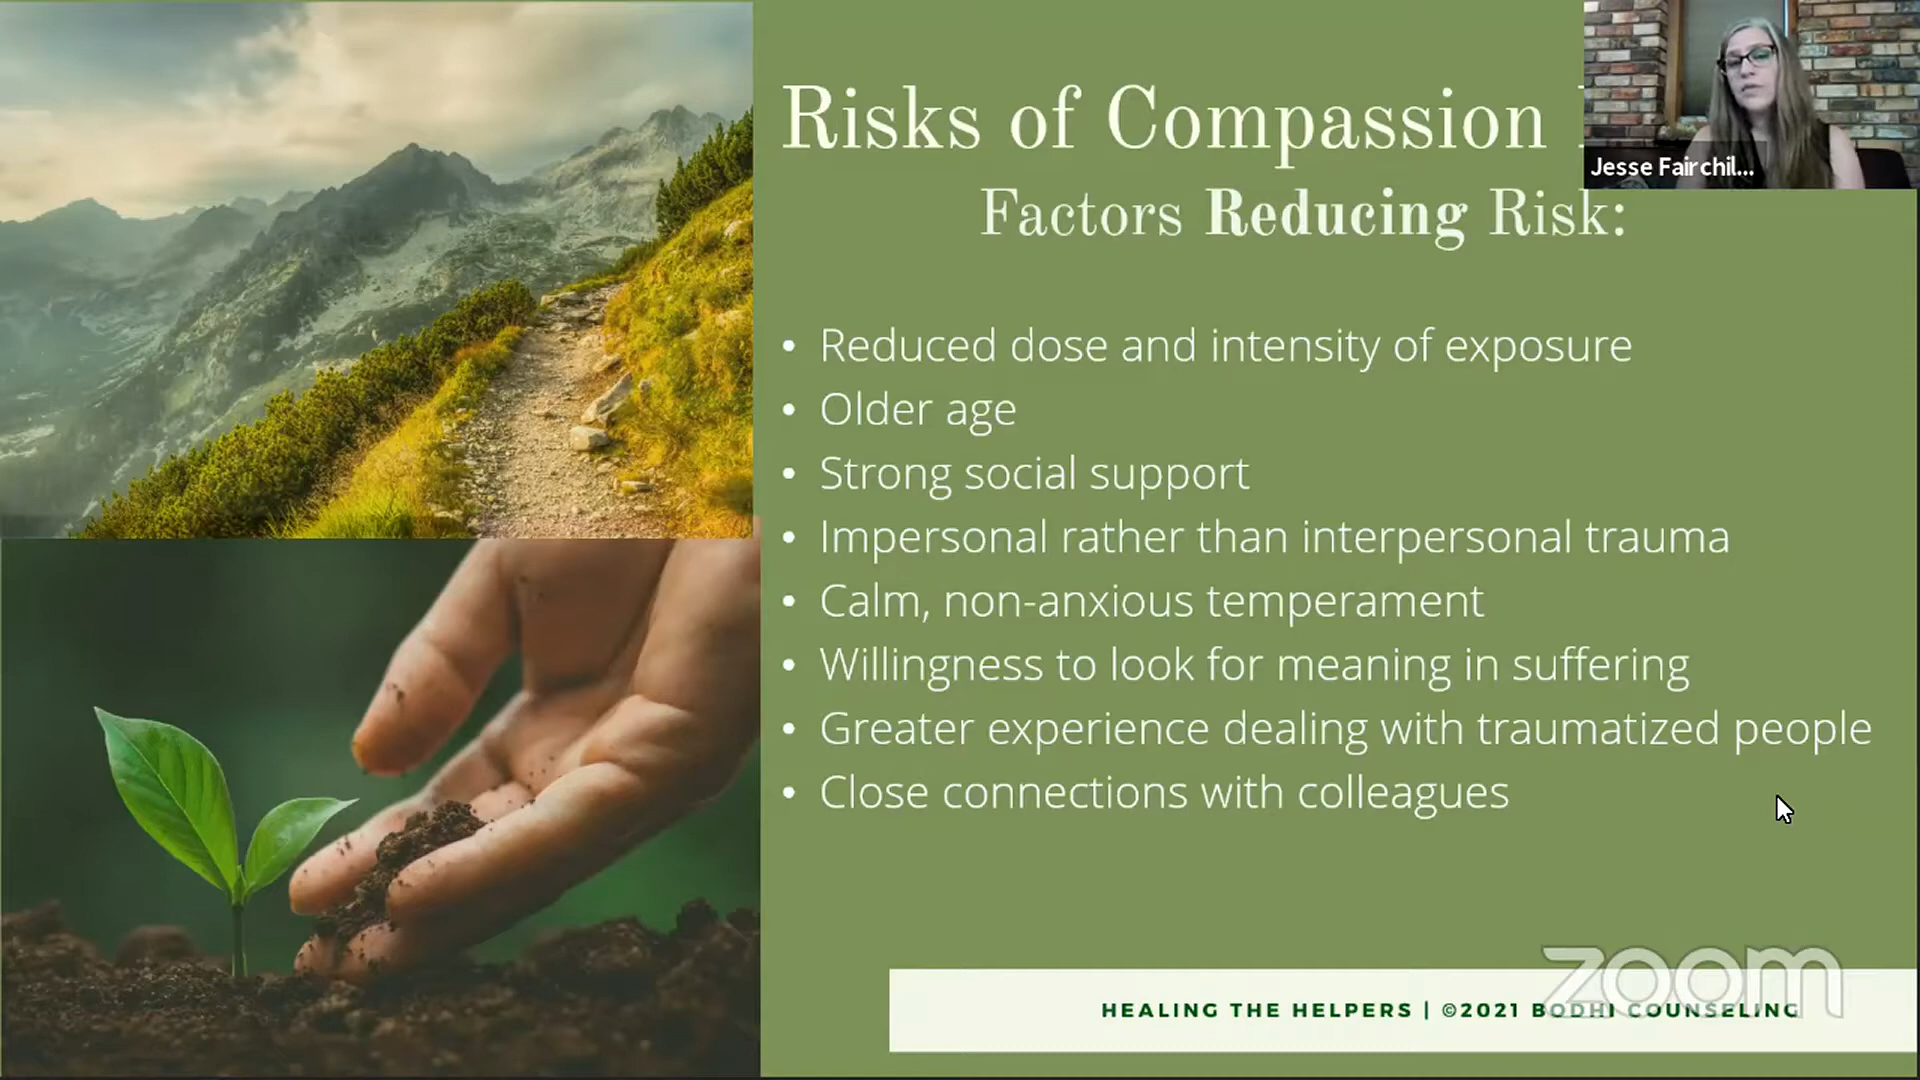 Risks of Compassion
Jesse Fairchil...
Factors Reducing Risk:
• Reduced dose and intensity of exposure
• Older age
• Strong social support
• Impersonal rather than interpersonal trauma
• Calm, non-anxious temperament
• Willingness to look for meaning in suffering
• Greater experience dealing with traumatized people
• Close connections with colleagues
zoom
HEALING THE HELPERS | ©2021 BODHI COUNSELING